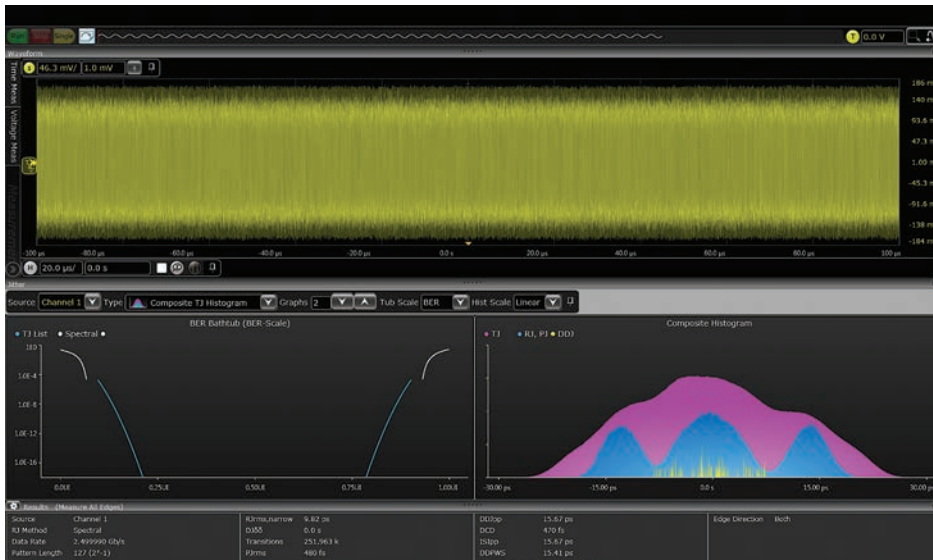 Run Stop Single
T 0.0 V
Waveform
Time Meas
Voltage Meas
Measurements
46.3 mV/ 1.0 mV
186 m
140 m
93.6 m
47.3 m
1.00 m
-45.3 m
-91.6 m
-138 m
-184 m
-100 µs -80.0 µs -60.0 µs -40.0 µs -20.0 µs 0.0 s 20.0 µs 40.0 µs 60.0 µs 80.0 µs 100 µs
H 20.0 µs/ 0.0 s
Jitter
Source Channel 1 Type Composite TJ Histogram Graphs 2 Tub Scale BER Hist Scale Linear
BER Bathtub (BER-Scale)
TJ List Spectral
1E0
1.0E-4
1.0E-8
1.0E-12
1.0E-16
0.0UI 0.25UI 0.50UI 0.75UI 1.00UI
Composite Histogram
TJ RJ, PJ DDJ
-30.00 ps -15.00 ps 0.0 s 15.00 ps 30.00 ps
Results (Measure All Edges)
Source Channel 1
RJ Method Spectral
Data Rate 2.499990 Gb/s
Pattern Length 127 (2⁷-1)
RJrms,narrow 9.82 ps
DJδδ 0.0 s
Transitions 251.963 k
PJrms 480 fs
DDJpp 15.67 ps
DCD 470 fs
ISIpp 15.67 ps
DDPWS 15.41 ps
Edge Direction Both